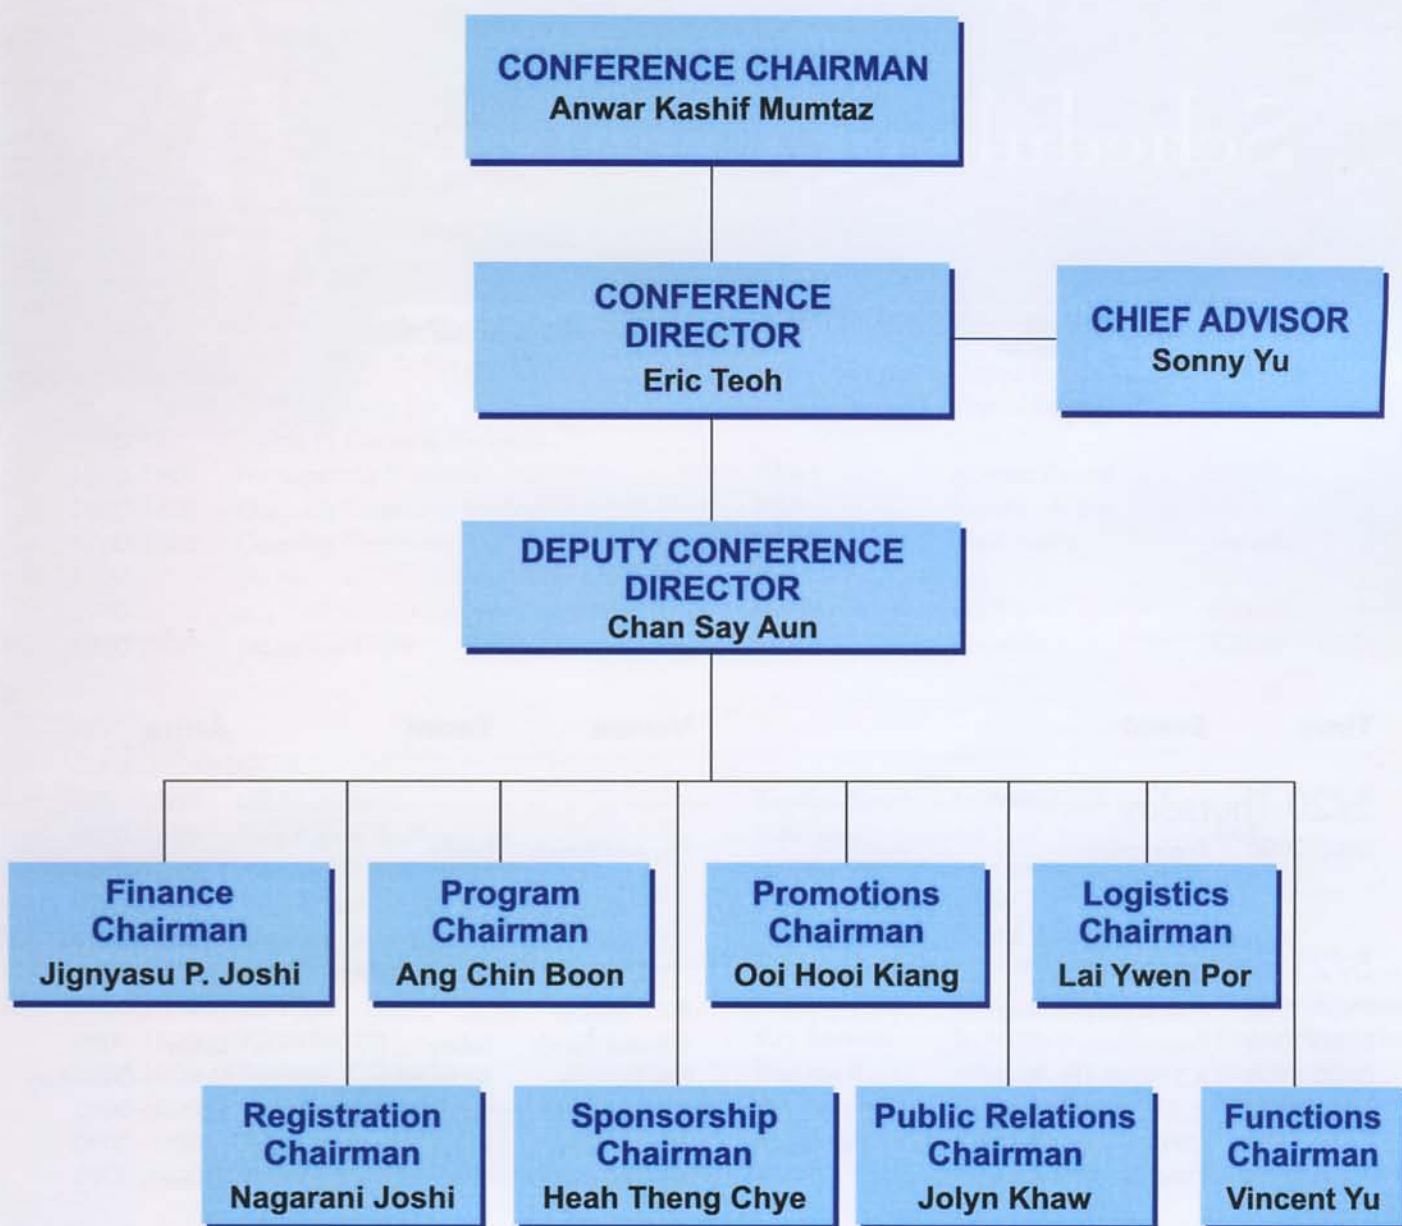 CONFERENCE CHAIRMAN
Anwar Kashif Mumtaz
CONFERENCE
DIRECTOR
Eric Teoh
CHIEF ADVISOR
Sonny Yu
DEPUTY CONFERENCE
DIRECTOR
Chan Say Aun
Finance
Chairman
Jignyasu P. Joshi
Program
Chairman
Ang Chin Boon
Promotions
Chairman
Ooi Hooi Kiang
Logistics
Chairman
Lai Ywen Por
Registration
Chairman
Nagarani Joshi
Sponsorship
Chairman
Heah Theng Chye
Public Relations
Chairman
Jolyn Khaw
Functions
Chairman
Vincent Yu